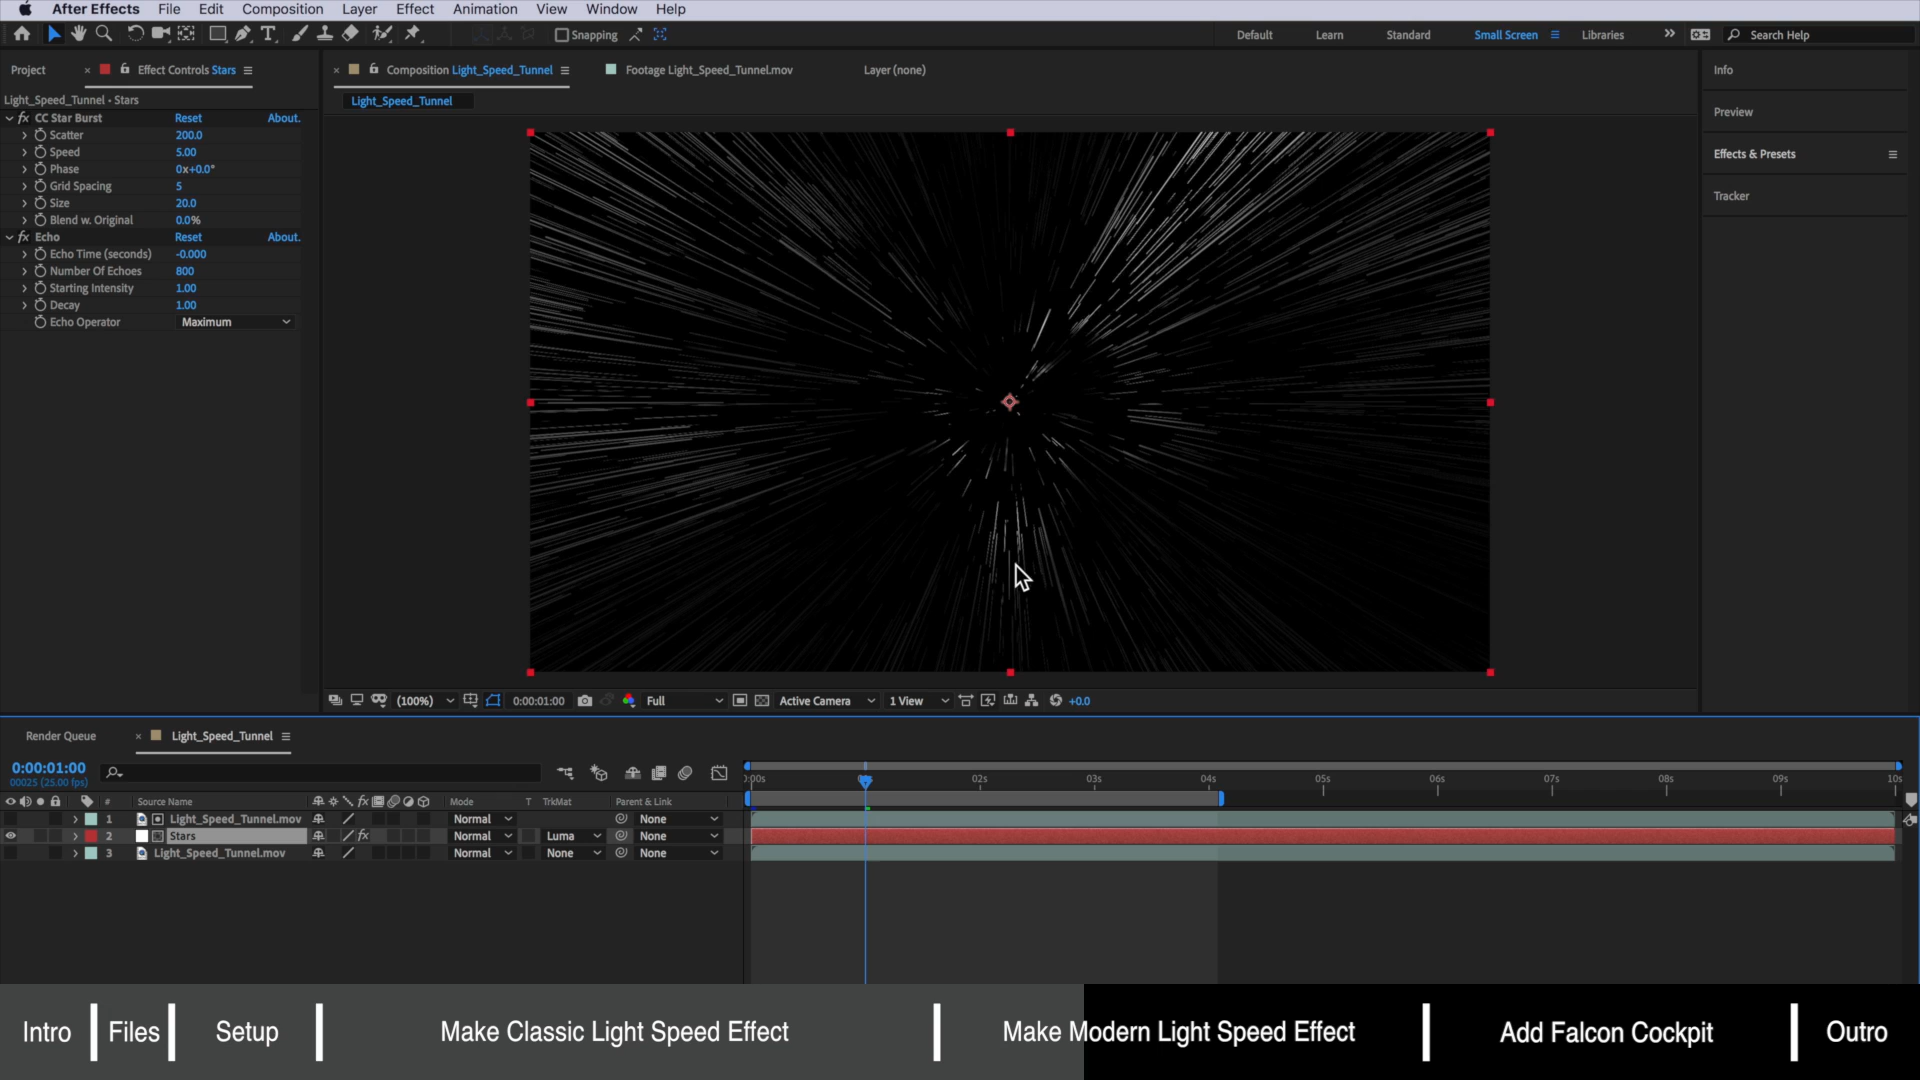 After Effects File Edit Composition Layer Effect Animation View Window Help
Snapping Default Learn Standard Small Screen Libraries Search Help
Project Effect Controls Stars Composition Light_Speed_Tunnel Footage Light_Speed_Tunnel.mov Layer (none) Info
Light_Speed_Tunnel • Stars Light_Speed_Tunnel
CC Star Burst Reset About. Preview
Scatter 200.0
Speed 5.00 Effects & Presets
Phase 0x+0.0°
Grid Spacing 5
Size 20.0 Tracker
Blend w. Original 0.0%
Echo Reset About.
Echo Time (seconds) -0.000
Number Of Echoes 800
Starting Intensity 1.00
Decay 1.00
Echo Operator Maximum
(100%) 0:00:01:00 Full Active Camera 1 View +0.0
Render Queue Light_Speed_Tunnel
0:00:01:00
00025 (25.00 fps)
):00s 02s 03s 04s 05s 06s 07s 08s 09s 10s
# Source Name fx Mode T TrkMat Parent & Link
1 Light_Speed_Tunnel.mov Normal None
2 Stars fx Normal Luma None
3 Light_Speed_Tunnel.mov Normal None None
Intro Files Setup Make Classic Light Speed Effect Make Modern Light Speed Effect Add Falcon Cockpit Outro